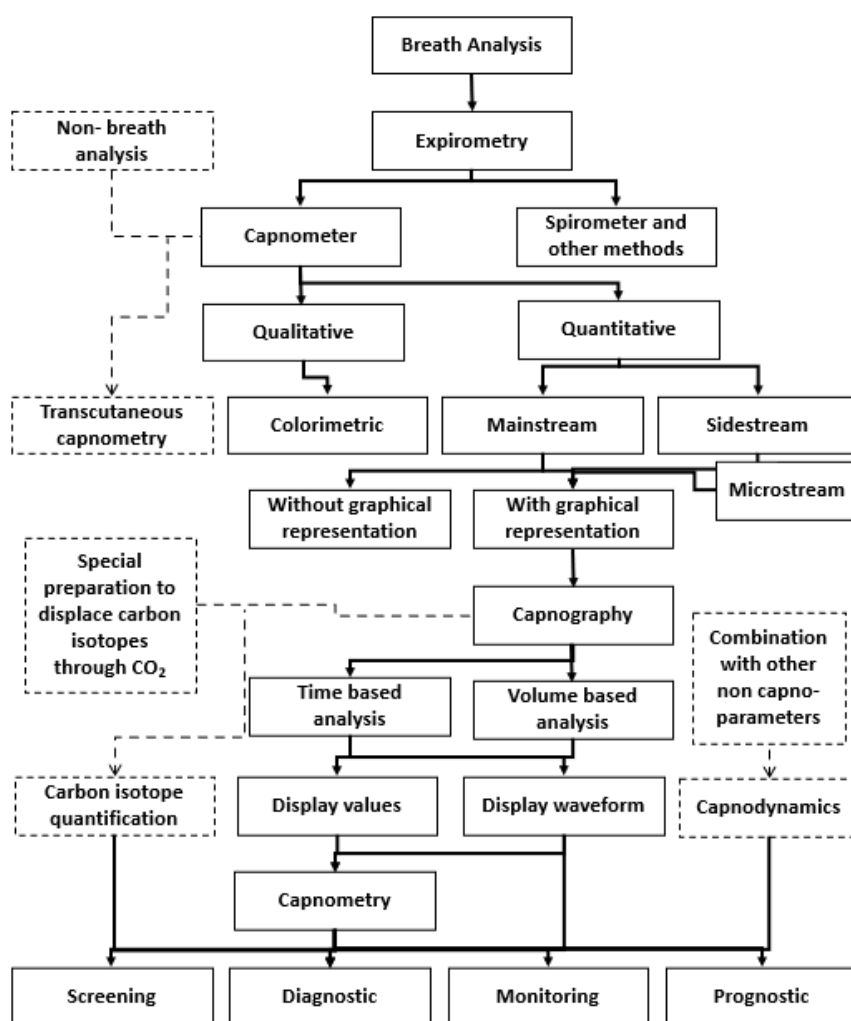 Breath Analysis
Non- breath
analysis
Expirometry
Capnometer
Spirometer and
other methods
Qualitative
Quantitative
Transcutaneous
capnometry
Colorimetric
Mainstream
Sidestream
Microstream
Without graphical
representation
With graphical
representation
Special
preparation to
displace carbon
isotopes
through CO₂
Capnography
Combination
with other
non capno-
parameters
Time based
analysis
Volume based
analysis
Carbon isotope
quantification
Display values
Display waveform
Capnodynamics
Capnometry
Screening
Diagnostic
Monitoring
Prognostic